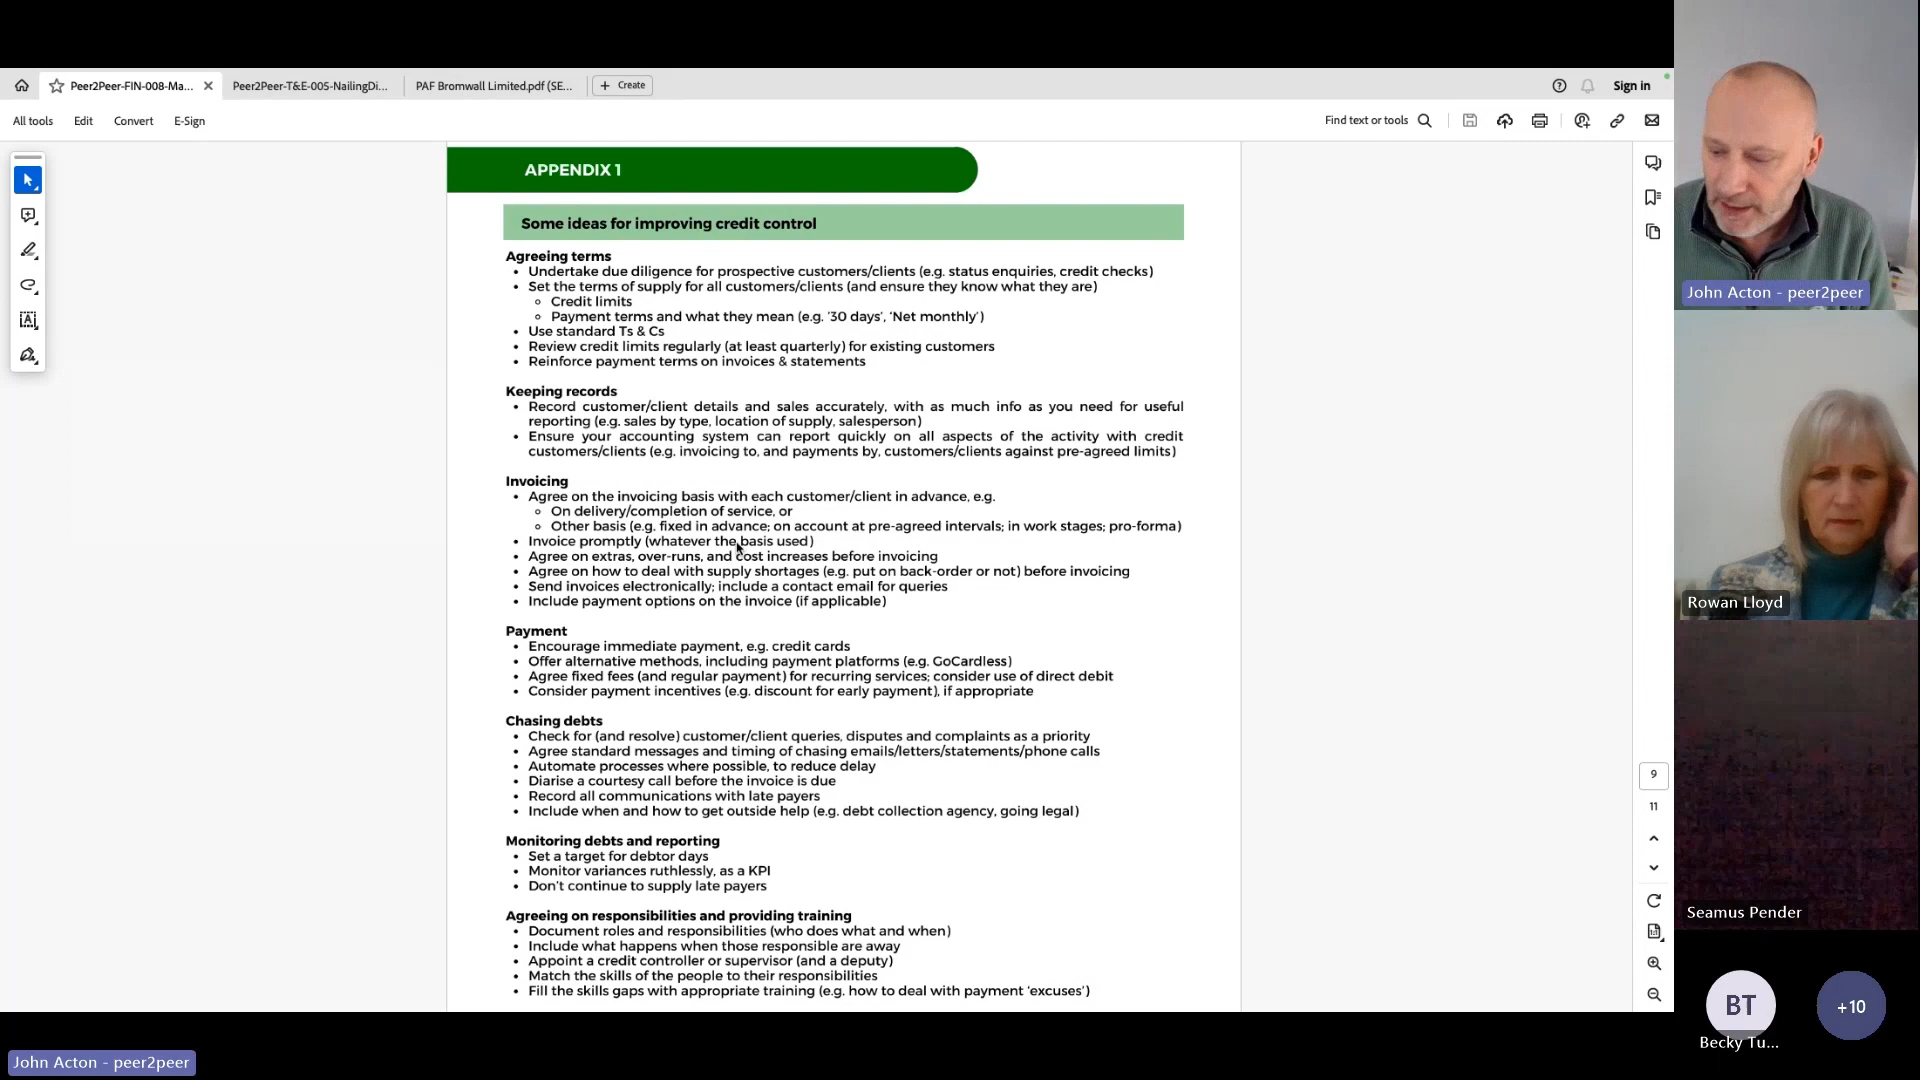 Peer2Peer-FIN-008-Ma...
Peer2Peer-T&E-005-NailingDi...
PAF Bromwall Limited.pdf (SE...
+ Create
Sign in
All tools
Edit
Convert
E-Sign
Find text or tools
APPENDIX 1
Some ideas for improving credit control
Agreeing terms
• Undertake due diligence for prospective customers/clients (e.g. status enquiries, credit checks)
• Set the terms of supply for all customers/clients (and ensure they know what they are)
Credit limits
Payment terms and what they mean (e.g. '30 days', 'Net monthly')
• Use standard Ts & Cs
• Review credit limits regularly (at least quarterly) for existing customers
• Reinforce payment terms on invoices & statements
Keeping records
• Record customer/client details and sales accurately, with as much info as you need for useful
reporting (e.g. sales by type, location of supply, salesperson)
• Ensure your accounting system can report quickly on all aspects of the activity with credit
customers/clients (e.g. invoicing to, and payments by, customers/clients against pre-agreed limits)
Invoicing
• Agree on the invoicing basis with each customer/client in advance, e.g.
On delivery/completion of service, or
Other basis (e.g. fixed in advance; on account at pre-agreed intervals; in work stages; pro-forma)
• Invoice promptly (whatever the basis used)
• Agree on extras, over-runs, and cost increases before invoicing
• Agree on how to deal with supply shortages (e.g. put on back-order or not) before invoicing
• Send invoices electronically; include a contact email for queries
• Include payment options on the invoice (if applicable)
Payment
• Encourage immediate payment, e.g. credit cards
• Offer alternative methods, including payment platforms (e.g. GoCardless)
• Agree fixed fees (and regular payment) for recurring services; consider use of direct debit
• Consider payment incentives (e.g. discount for early payment), if appropriate
Chasing debts
• Check for (and resolve) customer/client queries, disputes and complaints as a priority
• Agree standard messages and timing of chasing emails/letters/statements/phone calls
• Automate processes where possible, to reduce delay
• Diarise a courtesy call before the invoice is due
• Record all communications with late payers
• Include when and how to get outside help (e.g. debt collection agency, going legal)
Monitoring debts and reporting
• Set a target for debtor days
• Monitor variances ruthlessly, as a KPI
• Don't continue to supply late payers
Agreeing on responsibilities and providing training
• Document roles and responsibilities (who does what and when)
• Include what happens when those responsible are away
• Appoint a credit controller or supervisor (and a deputy)
• Match the skills of the people to their responsibilities
• Fill the skills gaps with appropriate training (e.g. how to deal with payment 'excuses')
9
11
John Acton - peer2peer
Rowan Lloyd
Seamus Pender
BT
+10
Becky Tu...
John Acton - peer2peer